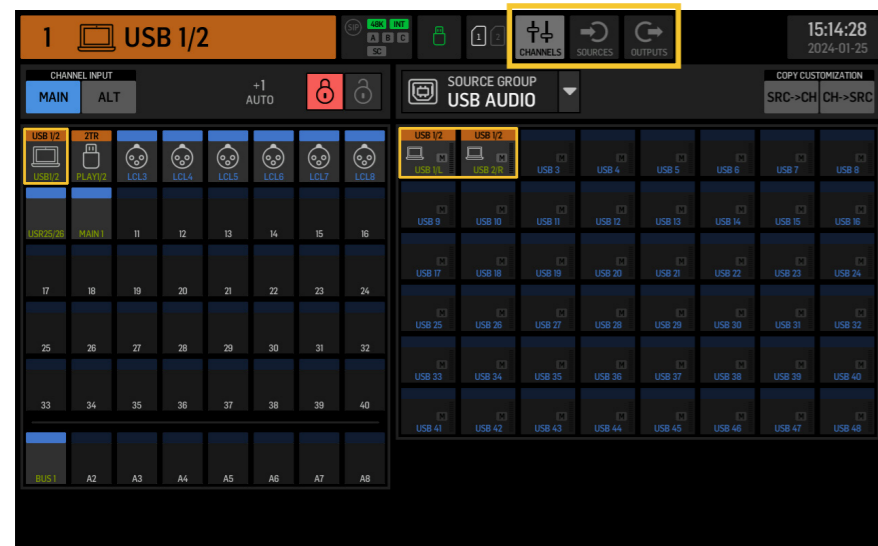 1 USB 1/2
SIP 48K INT
A B C
SC
1 2
CHANNELS SOURCES OUTPUTS
15:14:28
2024-01-25
CHANNEL INPUT
MAIN ALT
+1
AUTO
SOURCE GROUP
USB AUDIO
COPY CUSTOMIZATION
SRC->CH CH->SRC
USB 1/2 2TR
USB1/2 PLAY1/2 LCL3 LCL4 LCL5 LCL6 LCL7 LCL8
USR25/26 MAIN 1 11 12 13 14 15 16
17 18 19 20 21 22 23 24
25 26 27 28 29 30 31 32
33 34 35 36 37 38 39 40
BUS 1 A2 A3 A4 A5 A6 A7 A8
USB 1/2 USB 1/2
USB 1/L USB 2/R USB 3 USB 4 USB 5 USB 6 USB 7 USB 8
USB 9 USB 10 USB 11 USB 12 USB 13 USB 14 USB 15 USB 16
USB 17 USB 18 USB 19 USB 20 USB 21 USB 22 USB 23 USB 24
USB 25 USB 26 USB 27 USB 28 USB 29 USB 30 USB 31 USB 32
USB 33 USB 34 USB 35 USB 36 USB 37 USB 38 USB 39 USB 40
USB 41 USB 42 USB 43 USB 44 USB 45 USB 46 USB 47 USB 48